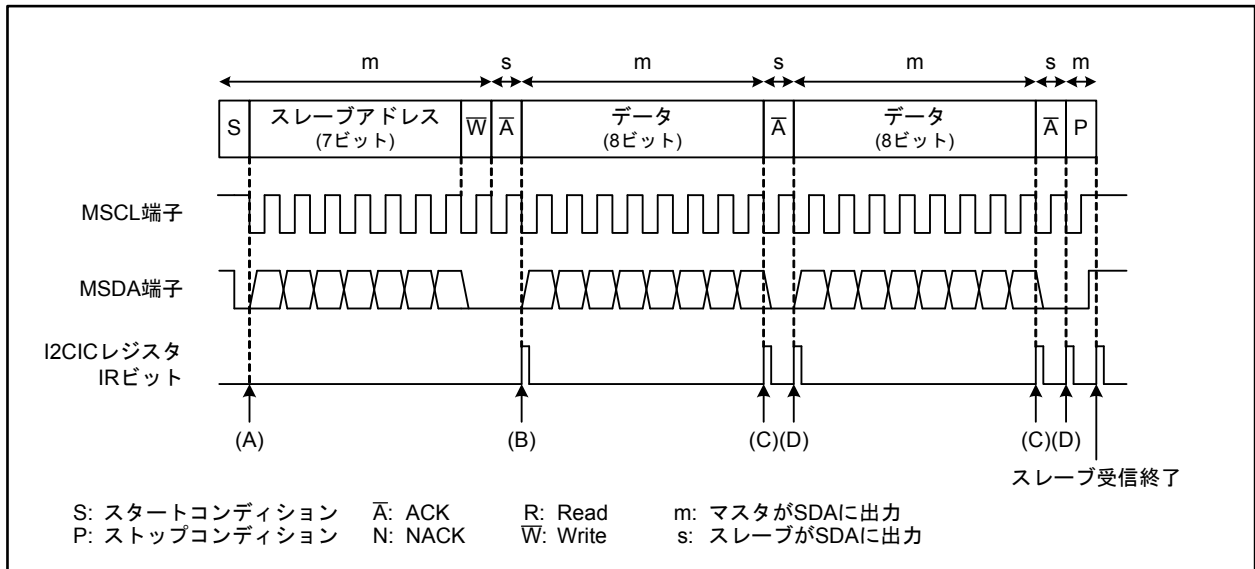 m s m s m s m
S スレーブアドレス W̅ A̅ データ A̅ データ A̅ P
(7ビット) (8ビット) (8ビット)
MSCL端子
MSDA端子
I2CICレジスタ
IRビット
(A) (B) (C)(D) (C)(D)
スレーブ受信終了
S: スタートコンディション A̅: ACK R: Read m: マスタがSDAに出力
P: ストップコンディション N: NACK W̅: Write s: スレーブがSDAに出力